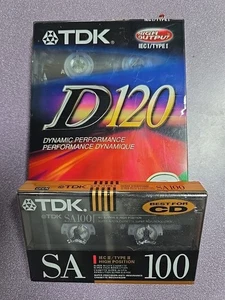 TDK
HIGH
OUTPUT
IEC I/TYPE I
D120
DYNAMIC PERFORMANCE
PERFORMANCE DYNAMIQUE
TDK
BEST FOR
CD
TDK
SA100
SA
IEC II/TYPE II
HIGH POSITION
100